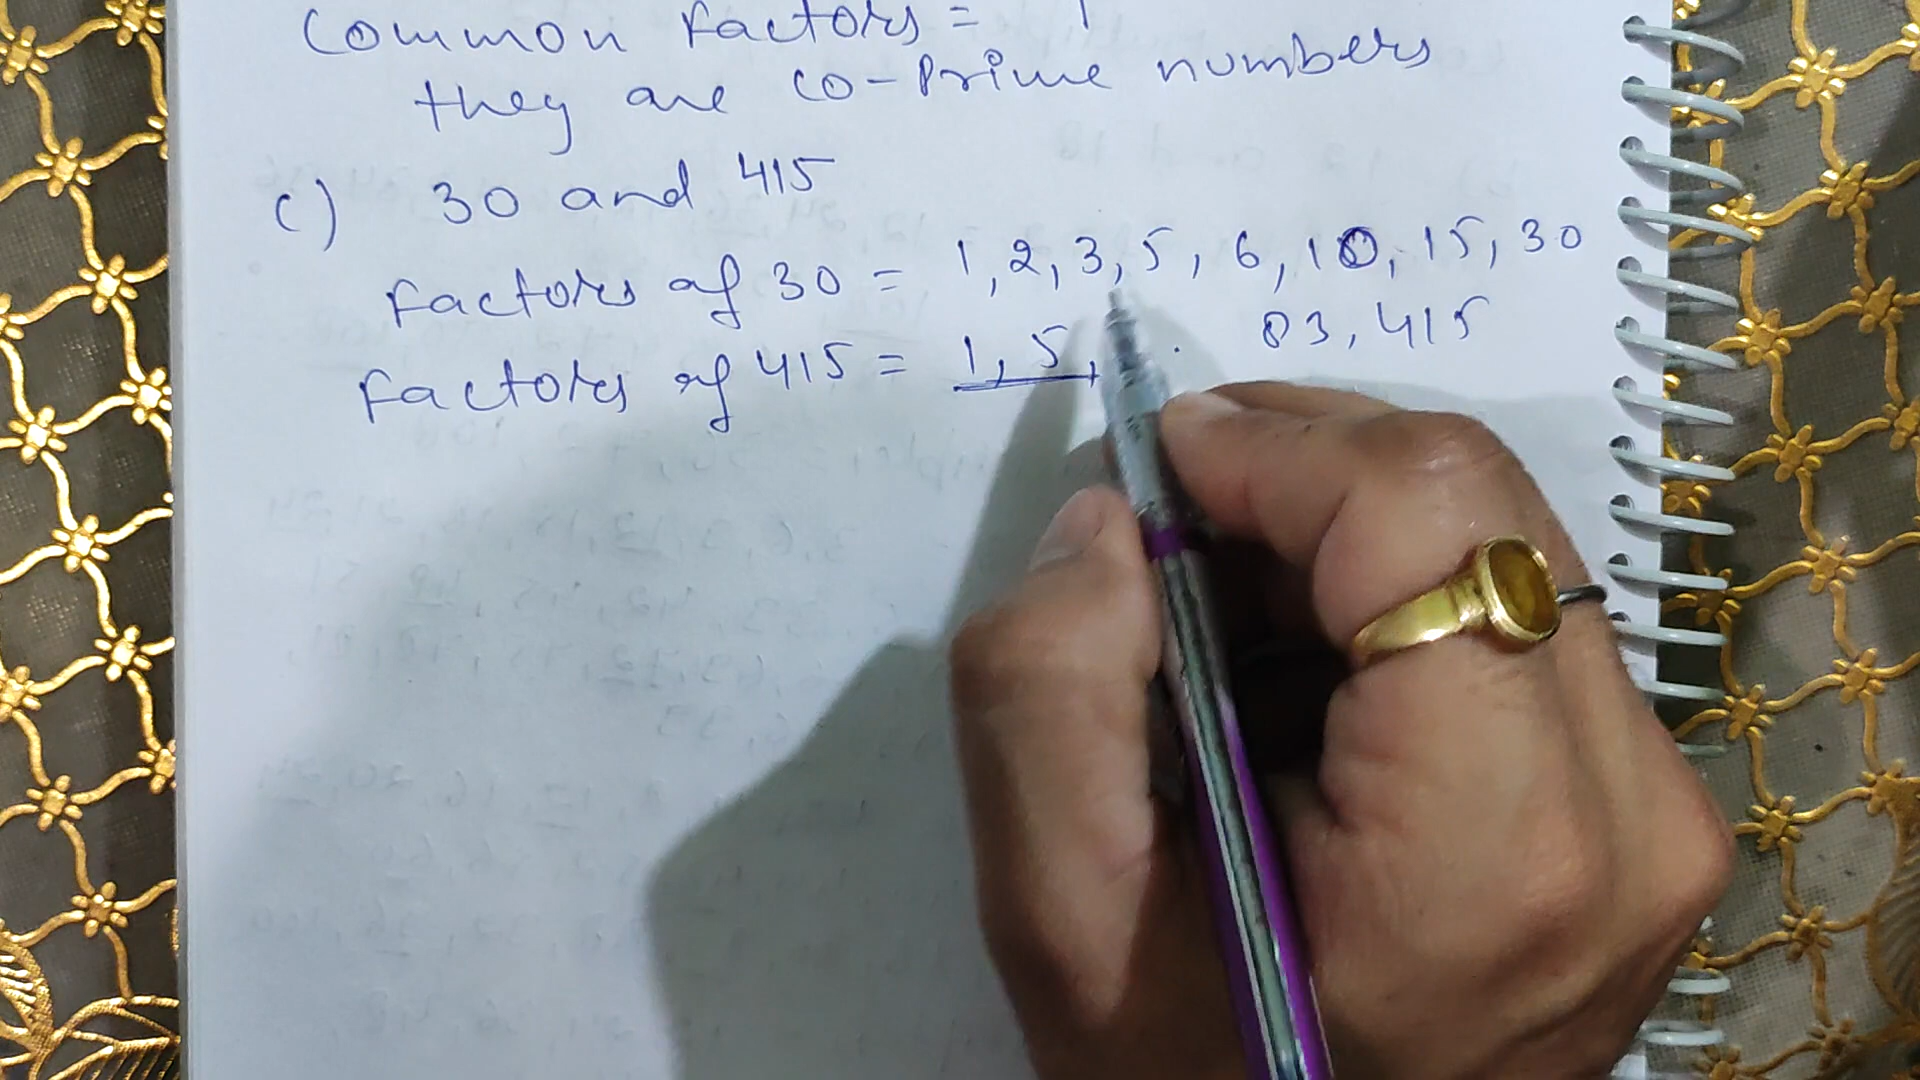 Common Factors = 1
they are co-Prime numbers
c) 30 and 415
Factors of 30 = 1, 2, 3, 5, 6, 10, 15, 30
Factors of 415 = 1, 5, . 83, 415